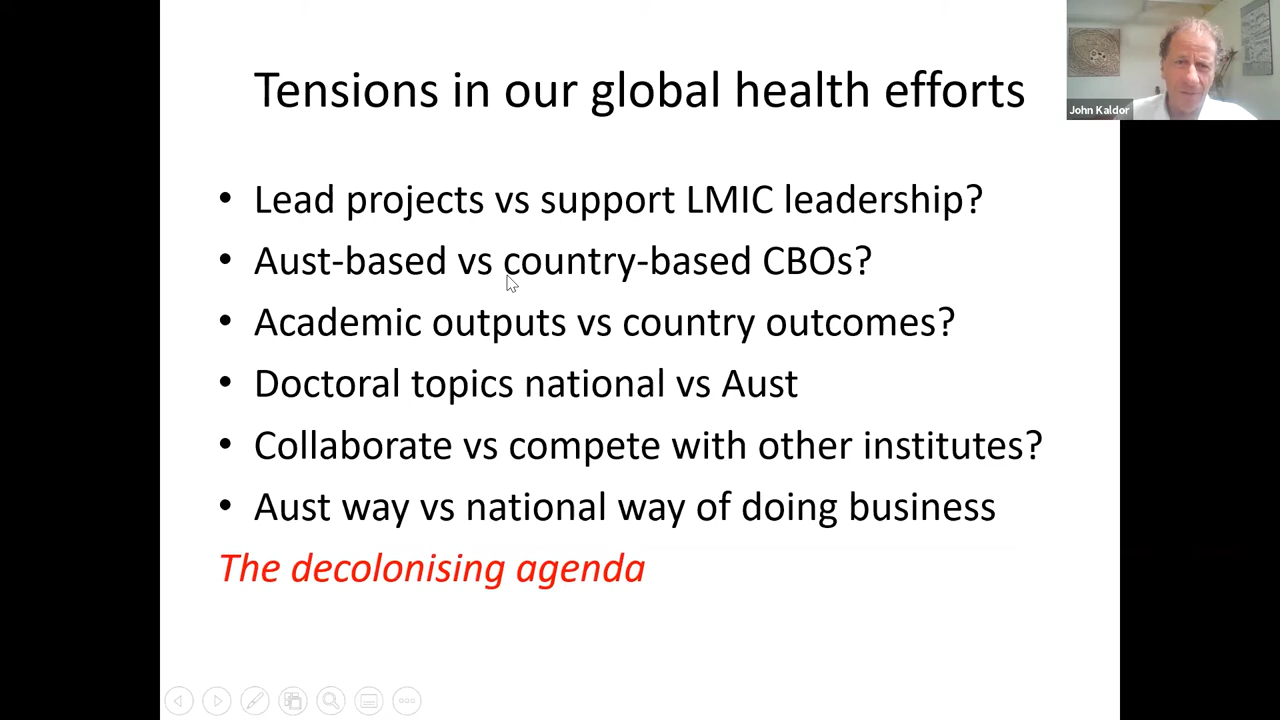 Tensions in our global health efforts
John Kaldor
• Lead projects vs support LMIC leadership?
• Aust-based vs country-based CBOs?
• Academic outputs vs country outcomes?
• Doctoral topics national vs Aust
• Collaborate vs compete with other institutes?
• Aust way vs national way of doing business
The decolonising agenda